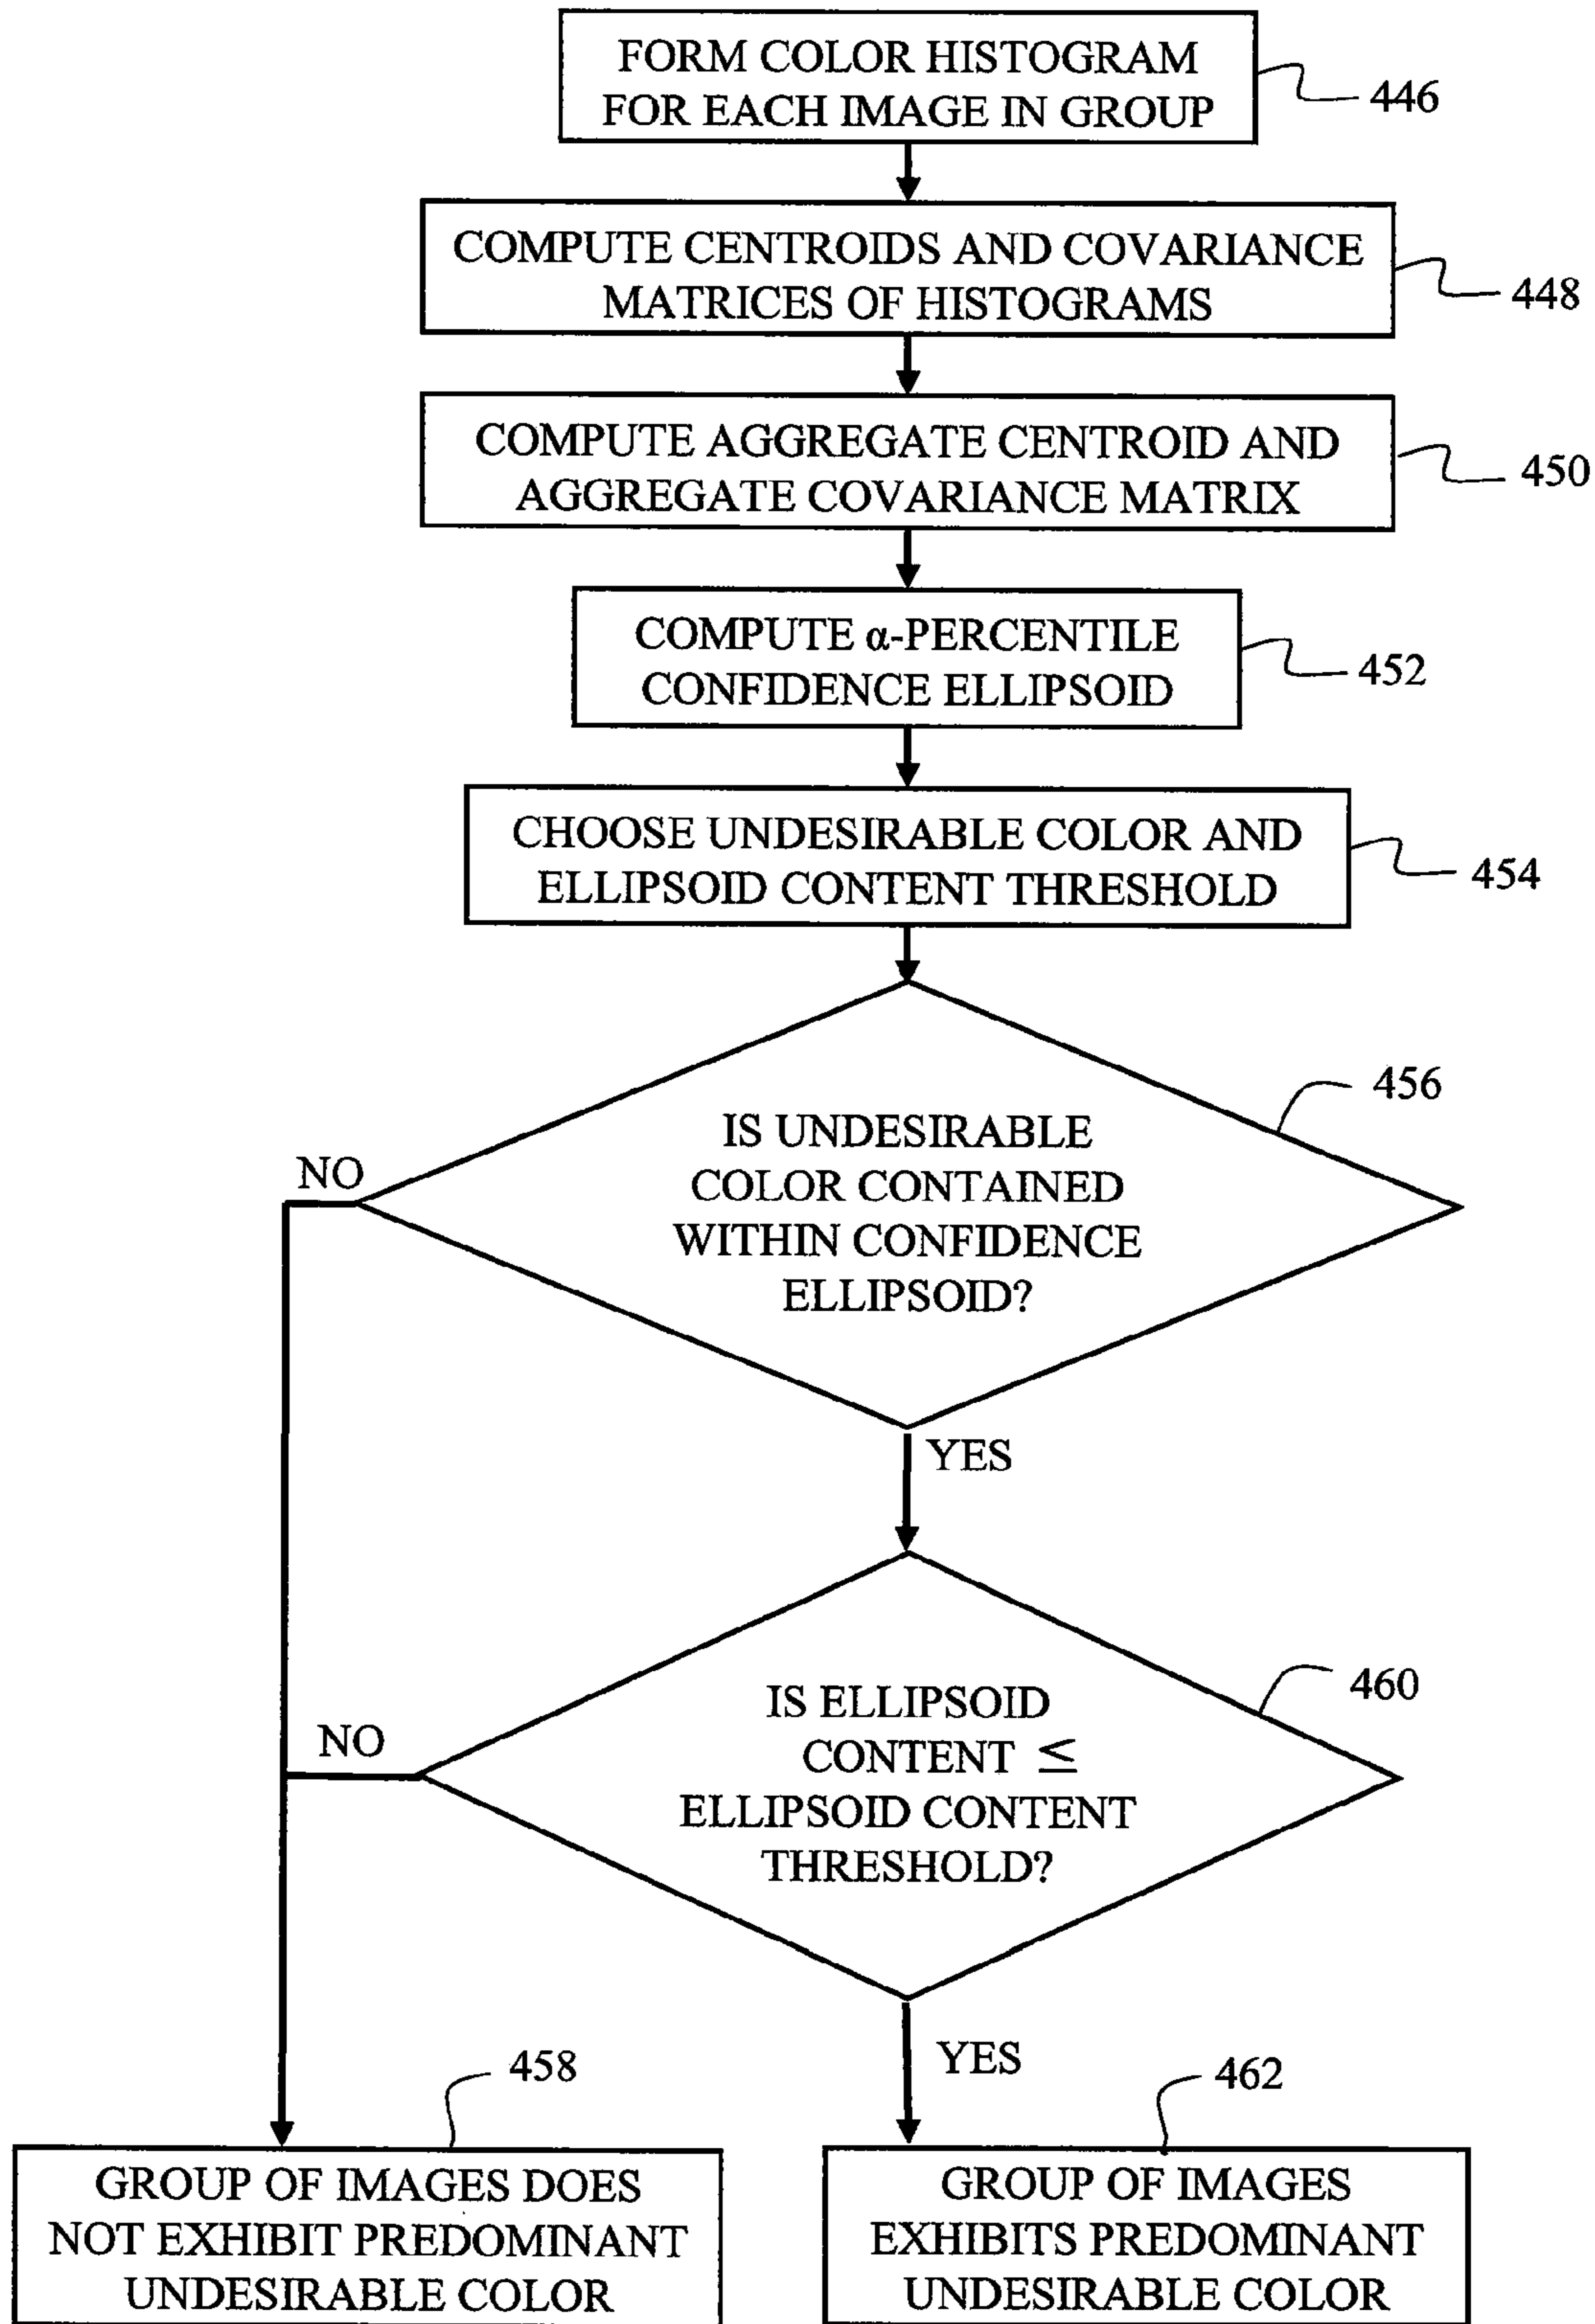 FORM COLOR HISTOGRAM
FOR EACH IMAGE IN GROUP
446
COMPUTE CENTROIDS AND COVARIANCE
MATRICES OF HISTOGRAMS
448
COMPUTE AGGREGATE CENTROID AND
AGGREGATE COVARIANCE MATRIX
450
COMPUTE α-PERCENTILE
CONFIDENCE ELLIPSOID
452
CHOOSE UNDESIRABLE COLOR AND
ELLIPSOID CONTENT THRESHOLD
454
456
IS UNDESIRABLE
COLOR CONTAINED
WITHIN CONFIDENCE
ELLIPSOID?
NO
YES
460
IS ELLIPSOID
CONTENT ≤
ELLIPSOID CONTENT
THRESHOLD?
NO
YES
458
GROUP OF IMAGES DOES
NOT EXHIBIT PREDOMINANT
UNDESIRABLE COLOR
462
GROUP OF IMAGES
EXHIBITS PREDOMINANT
UNDESIRABLE COLOR